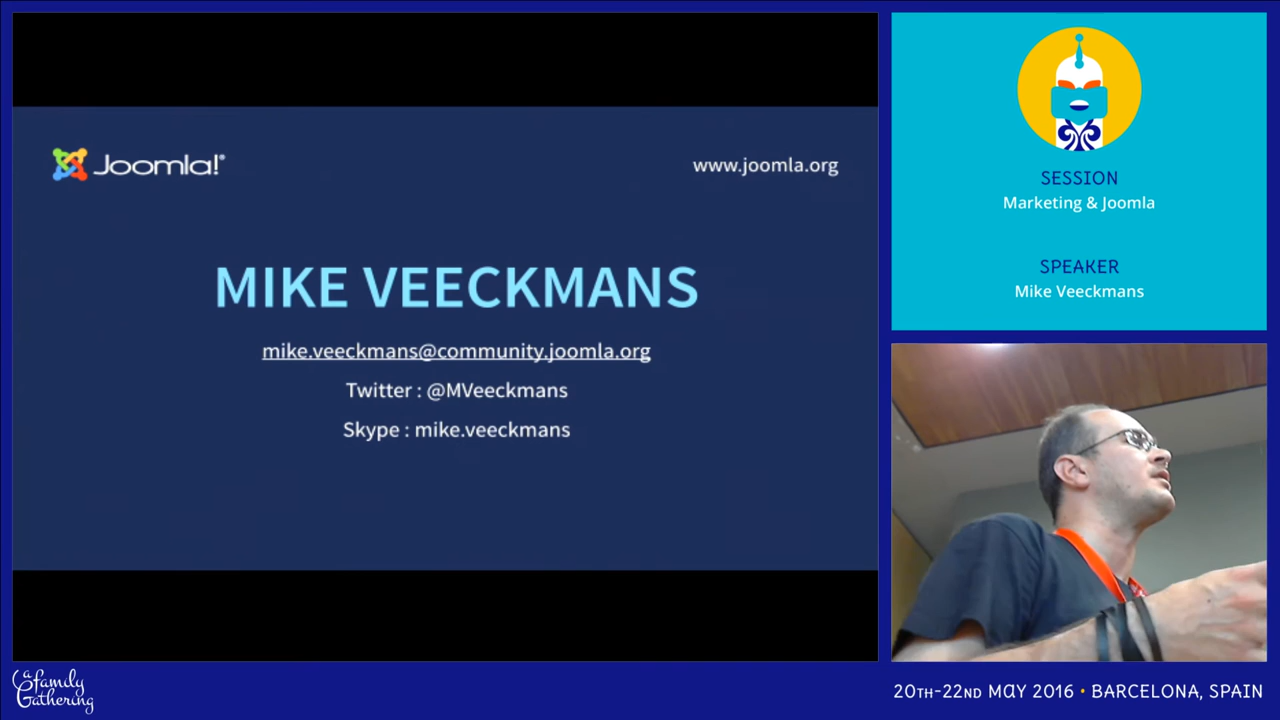 Joomla!®
www.joomla.org
MIKE VEECKMANS
mike.veeckmans@community.joomla.org
Twitter : @MVeeckmans
Skype : mike.veeckmans
SESSION
Marketing & Joomla
SPEAKER
Mike Veeckmans
a family
Gathering
20TH-22ND MAY 2016 • BARCELONA, SPAIN